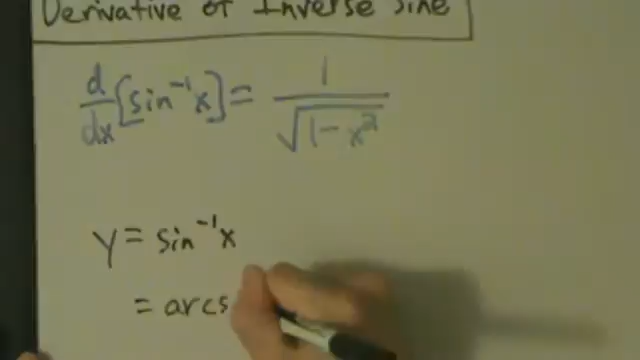 Derivative of Inverse Sine
d/dx [sin⁻¹x] = 1/√(1-x²)
y = sin⁻¹x
= arcs